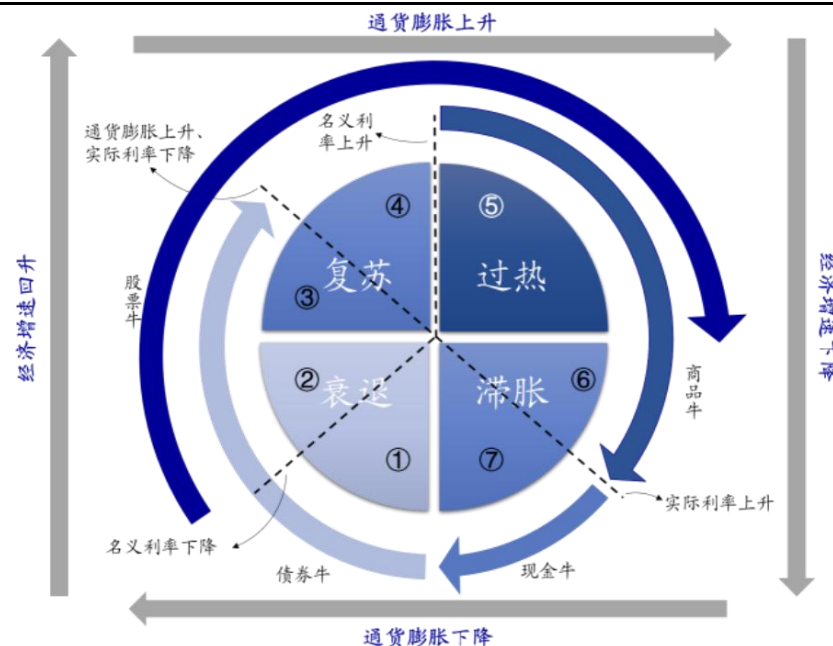 通货膨胀上升
名义利
率上升
通货膨胀上升、
实际利率下降
④
⑤
经济增速回升
股
票
牛
复苏
过热
经济增速下降
③
②
衰退
滞胀
⑥
商
品
牛
①
⑦
实际利率上升
名义利率下降
债券牛
现金牛
通货膨胀下降